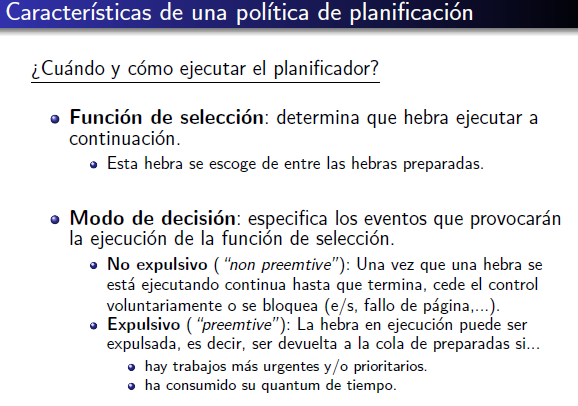 Características de una política de planificación
¿Cuándo y cómo ejecutar el planificador?
Función de selección: determina que hebra ejecutar a
continuación.
Esta hebra se escoge de entre las hebras preparadas.
Modo de decisión: especifica los eventos que provocarán
la ejecución de la función de selección.
No expulsivo (“non preemtive”): Una vez que una hebra se
está ejecutando continua hasta que termina, cede el control
voluntariamente o se bloquea (e/s, fallo de página,...).
Expulsivo (“preemtive”): La hebra en ejecución puede ser
expulsada, es decir, ser devuelta a la cola de preparadas si...
hay trabajos más urgentes y/o prioritarios.
ha consumido su quantum de tiempo.